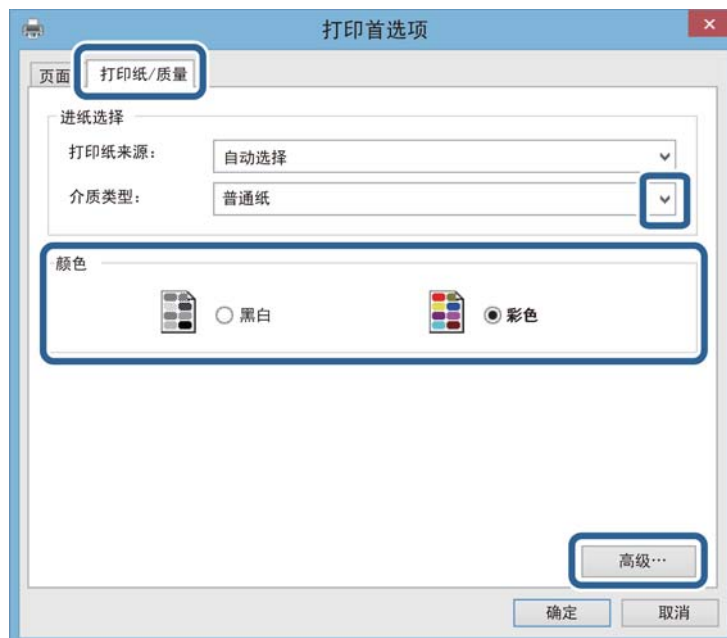 打印首选项
页面 打印纸/质量
进纸选择
打印纸来源: 自动选择
介质类型: 普通纸
颜色
黑白 彩色
高级…
确定 取消